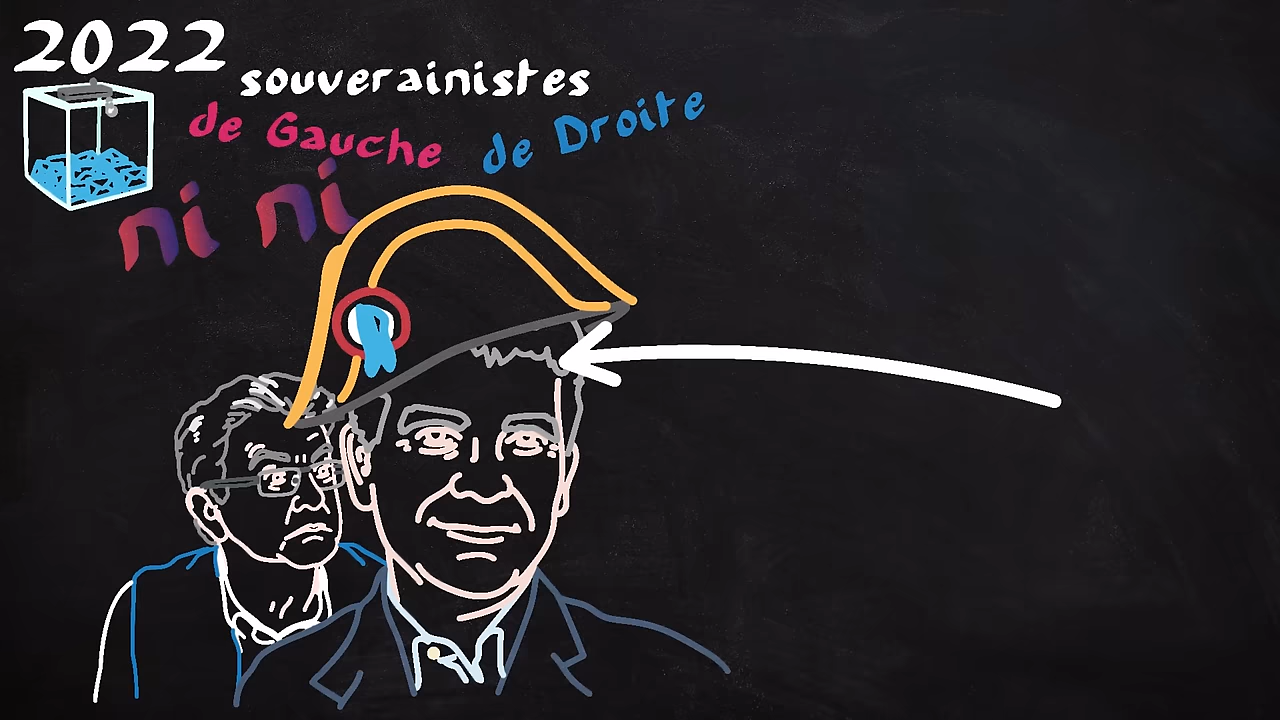 2022
souverainistes
de Gauche de Droite
ni ni